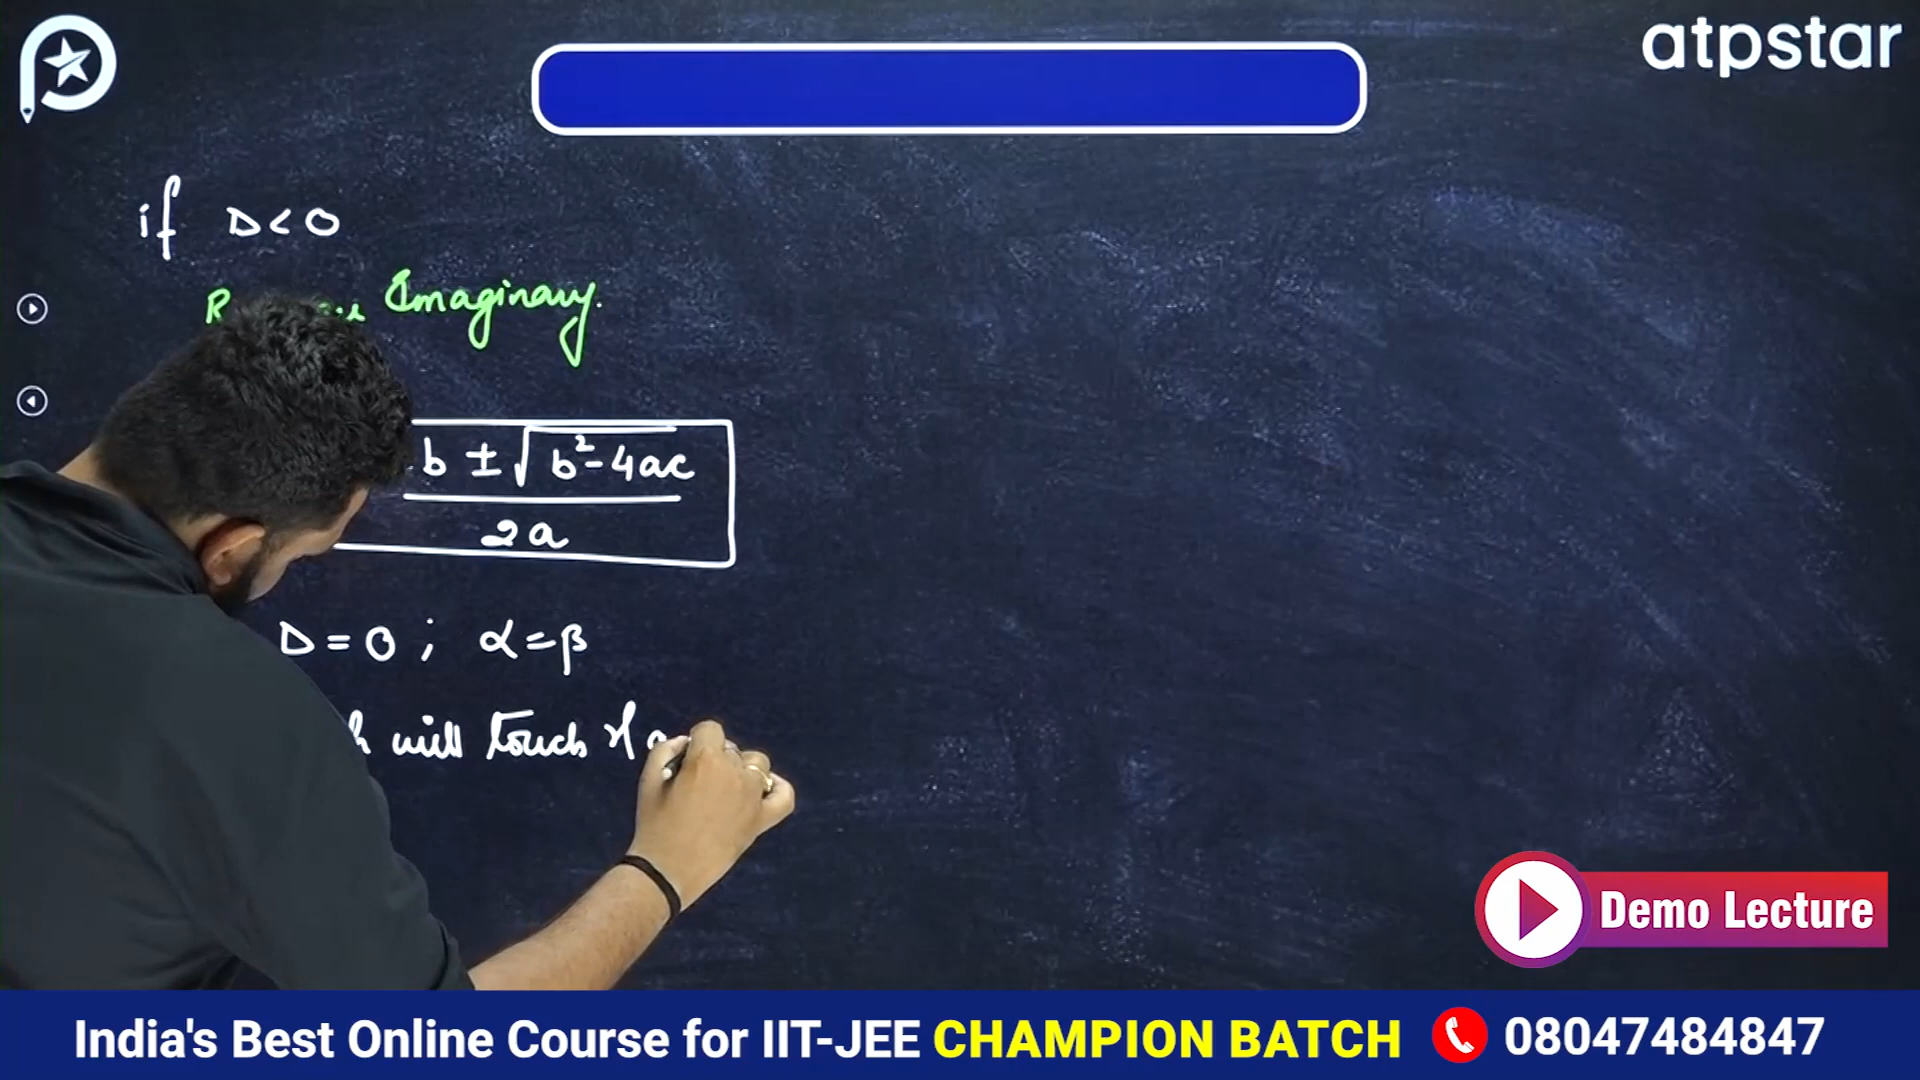 atpstar
if D < 0
Imaginary.
b ± √b²-4ac
2a
D = 0 ; α = β
will touch x
Demo Lecture
India's Best Online Course for IIT-JEE CHAMPION BATCH 08047484847